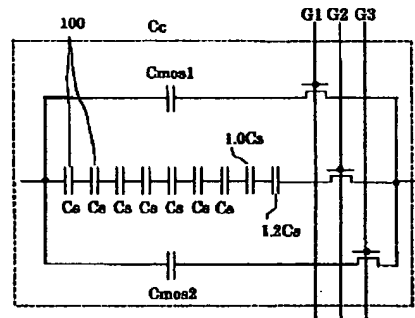 100 Cc G1 G2 G3
Cmos1
1.0Cs
Cs Cs Cs Cs Cs Cs Cs
1.2Cs
Cmos2